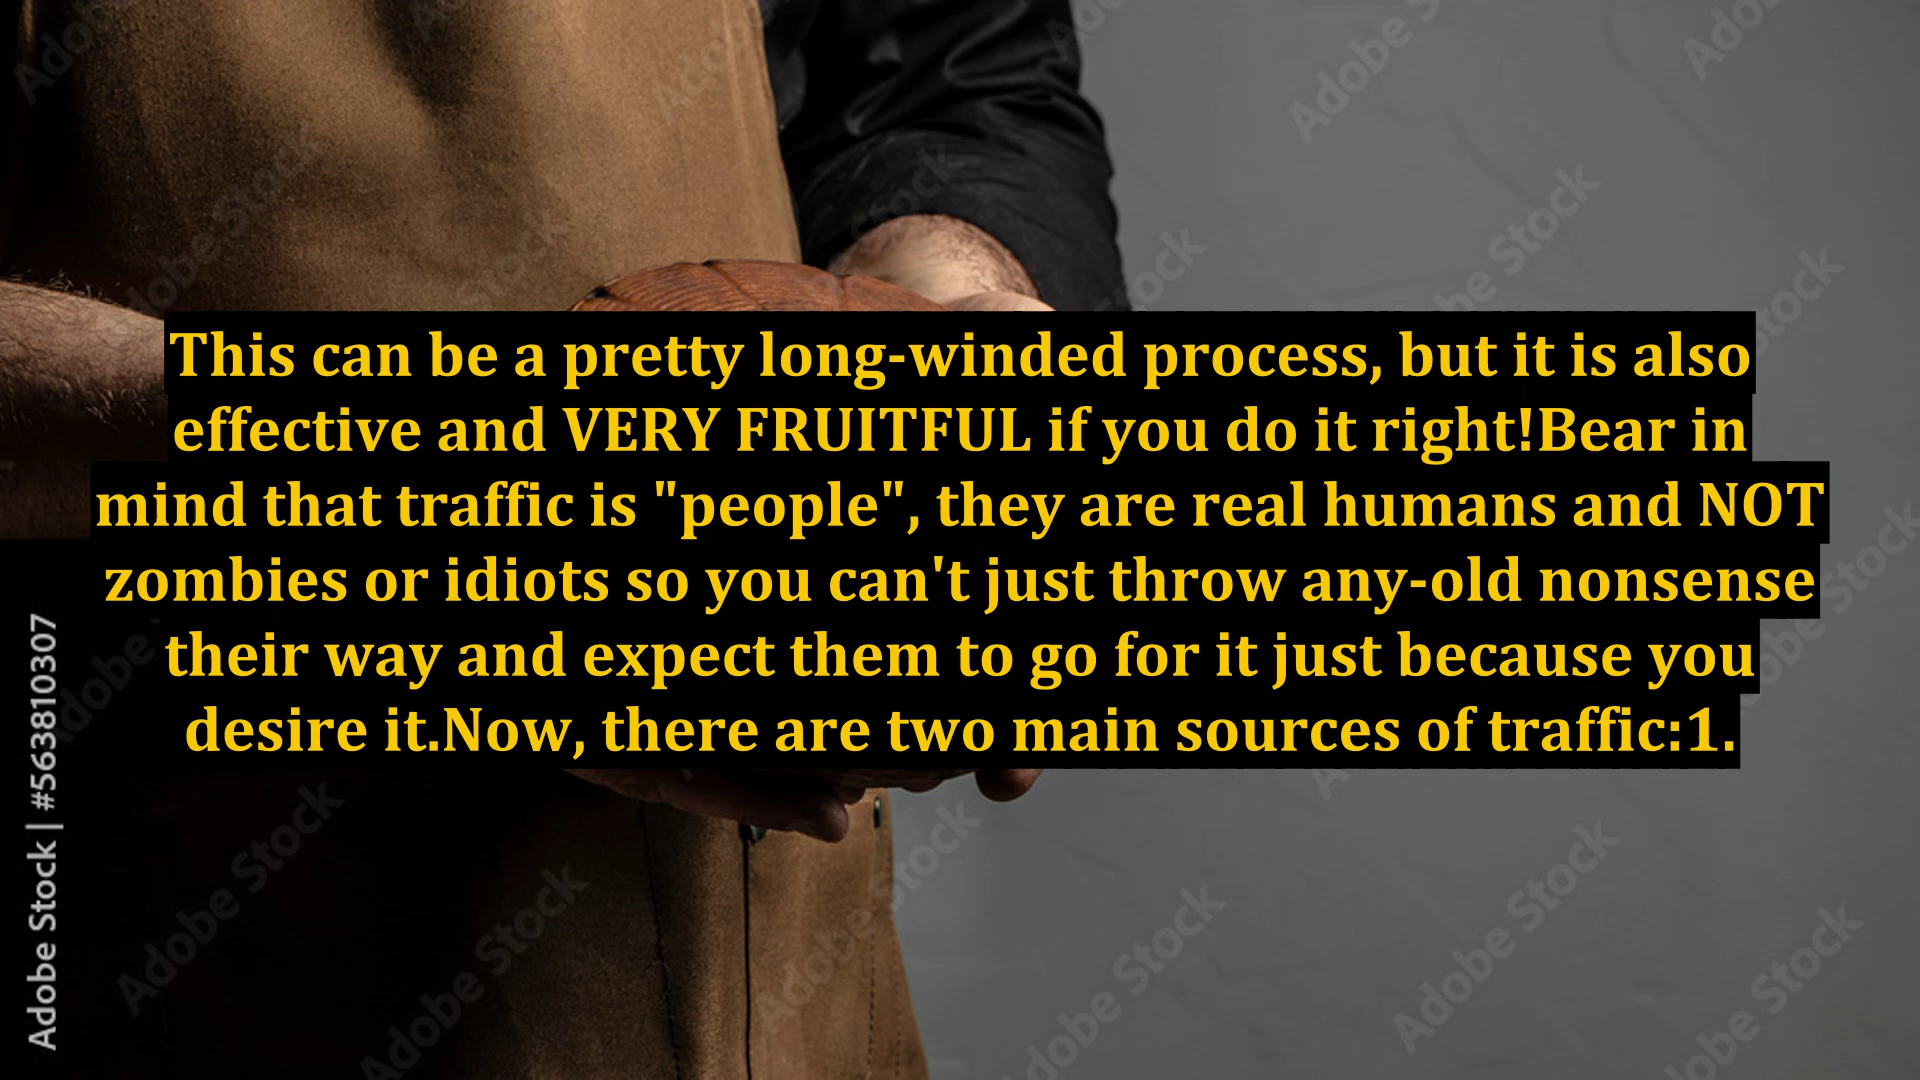 This can be a pretty long-winded process, but it is also
effective and VERY FRUITFUL if you do it right!Bear in
mind that traffic is "people", they are real humans and NOT
zombies or idiots so you can't just throw any-old nonsense
their way and expect them to go for it just because you
desire it.Now, there are two main sources of traffic:1.
Adobe Stock | #563810307
Adobe Stock